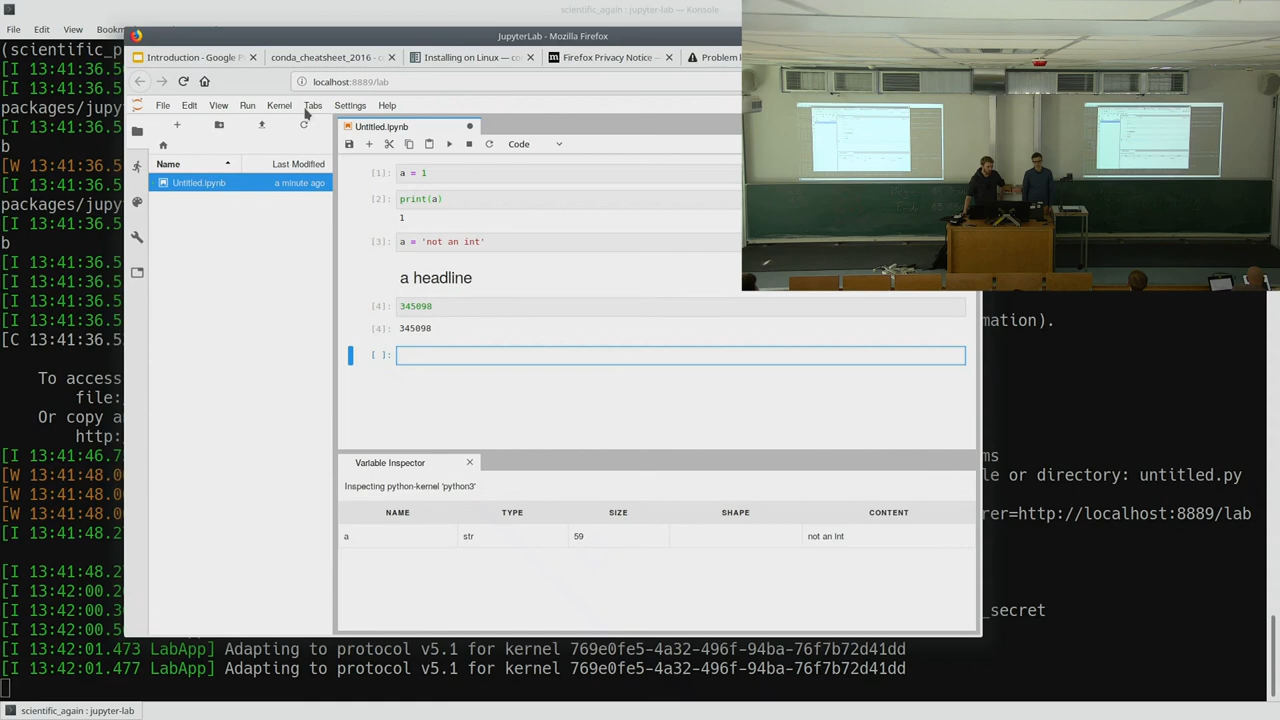 scientific_again : jupyter-lab — Konsole
File Edit View Bookm
(scientific_p
JupyterLab - Mozilla Firefox
Introduction - Google
conda_cheatsheet_2016 -
Installing on Linux — co
Firefox Privacy Notice —
Problem l
localhost:8889/lab
File Edit View Run Kernel Tabs Settings Help
Untitled.ipynb
Code
Name Last Modified
Untitled.ipynb a minute ago
[1]: a = 1
[2]: print(a)
1
[3]: a = 'not an int'
a headline
[4]: 345098
[4]: 345098
[ ]:
Variable Inspector
Inspecting python-kernel 'python3'
NAME TYPE SIZE SHAPE CONTENT
a str 59 not an int
[I 13:41:36.5
packages/jupy
[I 13:41:36.5
b
[W 13:41:36.5
packages/jupy
[I 13:41:36.5
b
[I 13:41:36.5
[I 13:41:36.5
[I 13:41:36.5
[I 13:41:36.5 mation).
[C 13:41:36.5
To access
file:
Or copy a
http:
[I 13:41:46.7 ms
[W 13:41:48.0 le or directory: untitled.py
[W 13:41:48.0
[W 13:41:48.0 rer=http://localhost:8889/lab
[I 13:41:48.2
[I 13:41:48.2
[I 13:42:00.2
[I 13:42:00.3 _secret
[I 13:42:00.5
[I 13:42:01.473 LabApp] Adapting to protocol v5.1 for kernel 769e0fe5-4a32-496f-94ba-76f7b72d41dd
[I 13:42:01.477 LabApp] Adapting to protocol v5.1 for kernel 769e0fe5-4a32-496f-94ba-76f7b72d41dd
scientific_again : jupyter-lab